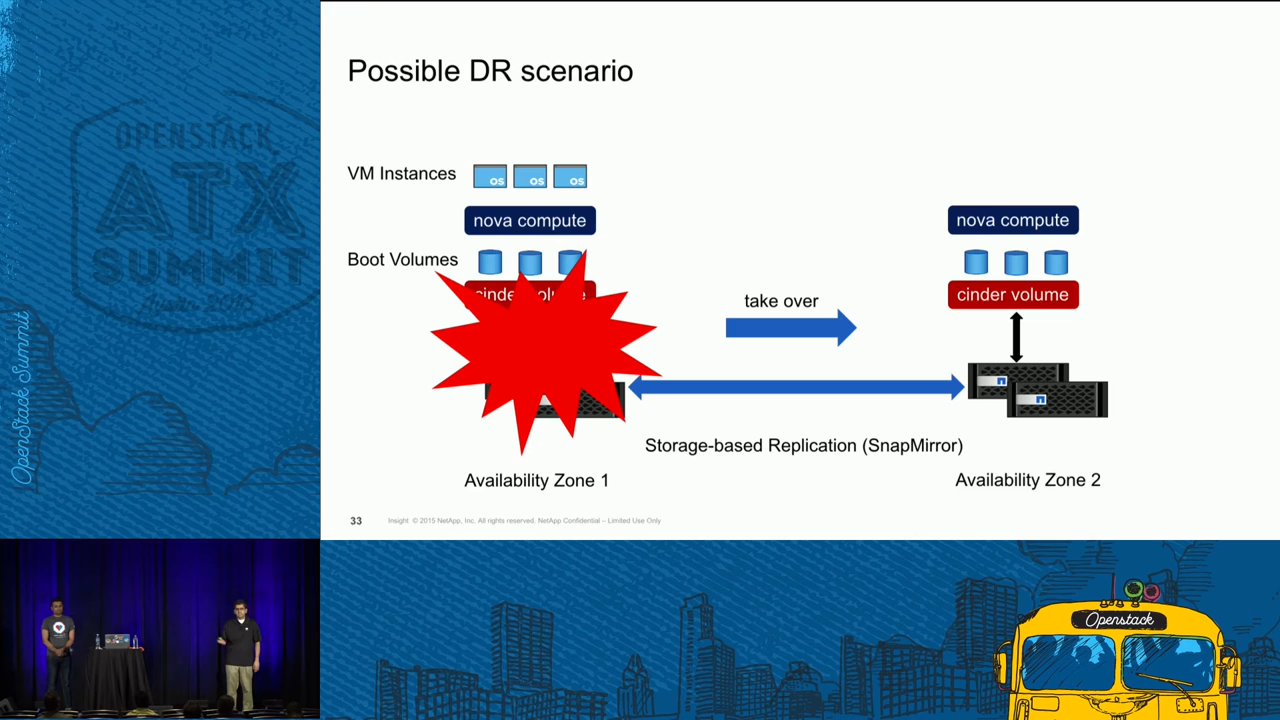 Possible DR scenario
VM Instances
OS OS OS
nova compute
nova compute
Boot Volumes
cinder volume
take over
Storage-based Replication (SnapMirror)
Availability Zone 1
Availability Zone 2
33
Insight © 2015 NetApp, Inc. All rights reserved. NetApp Confidential – Limited Use Only
OPENSTACK
ATX
SUMMIT
OpenStack Summit
Openstack